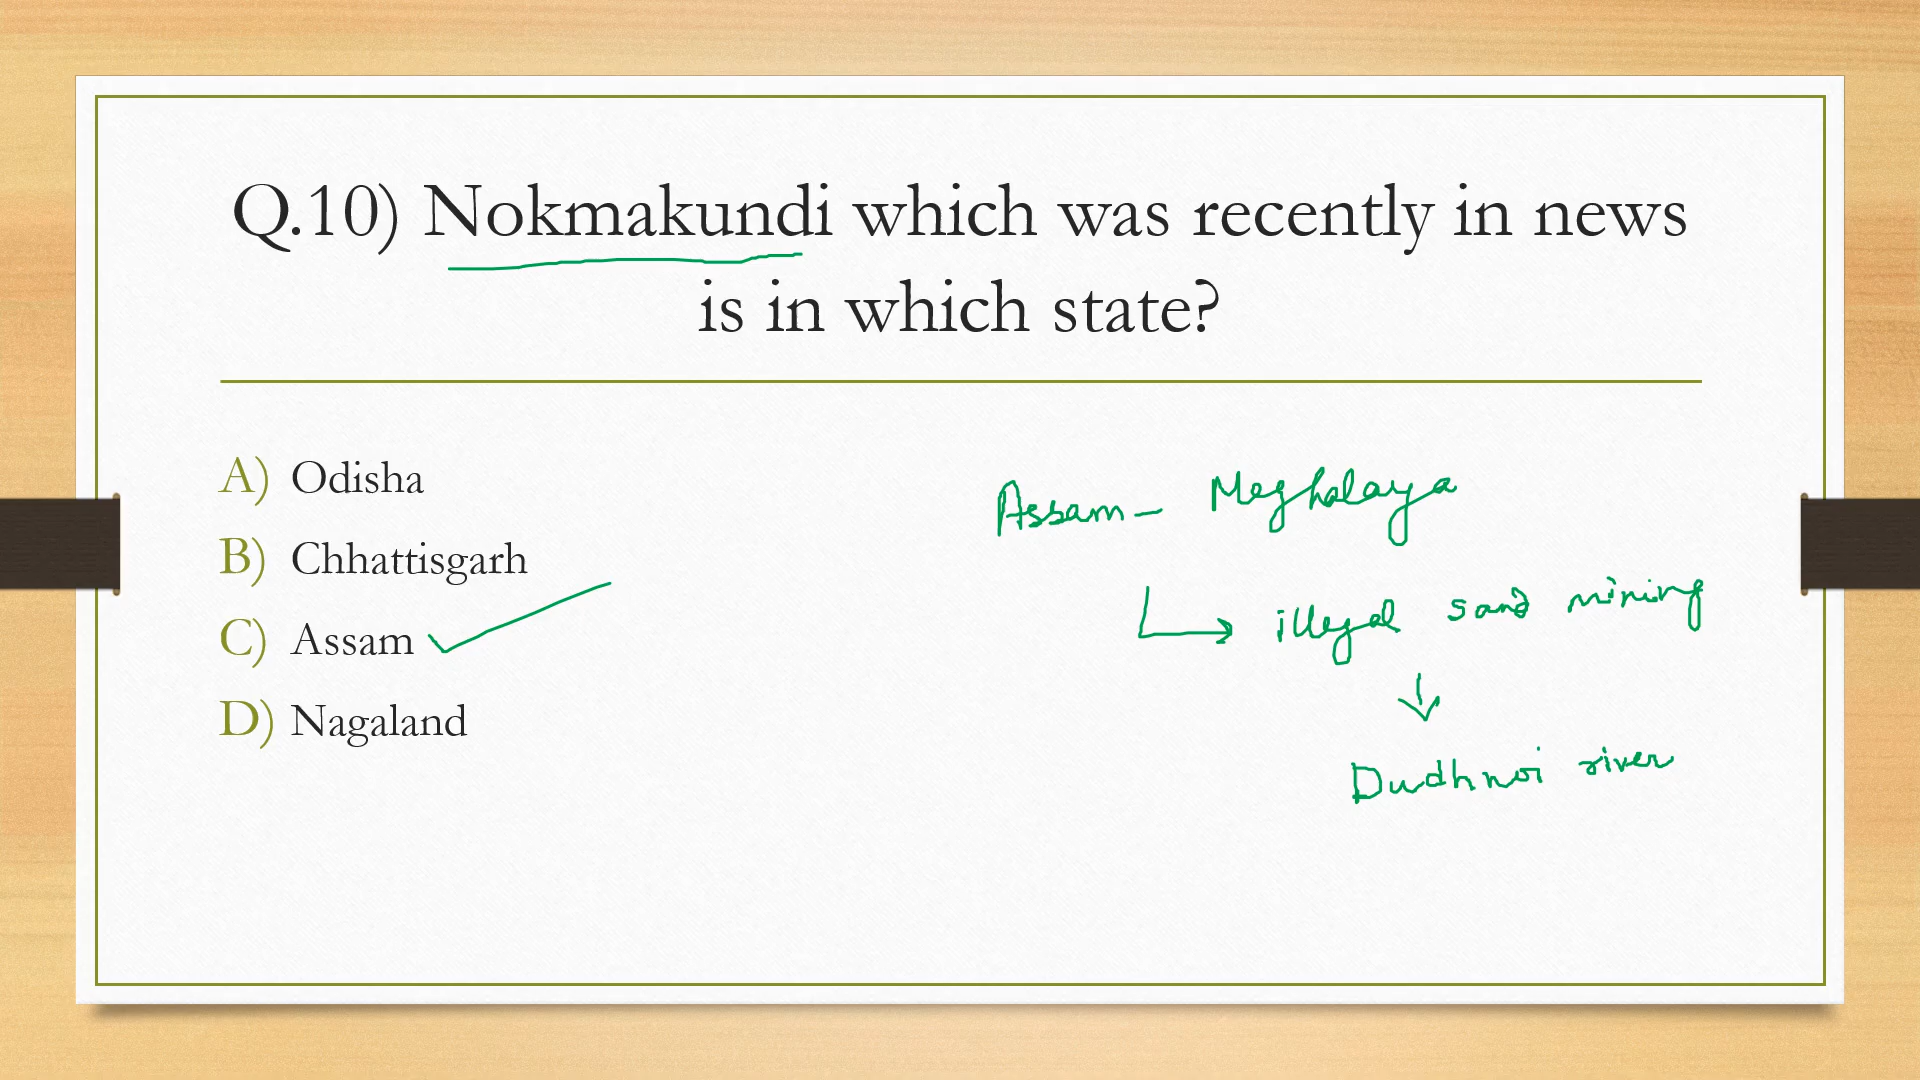 Q.10) Nokmakundi which was recently in news
is in which state?
A) Odisha
B) Chhattisgarh
C) Assam
D) Nagaland
Assam - Meghalaya
illegal sand mining
Dudhnoi river